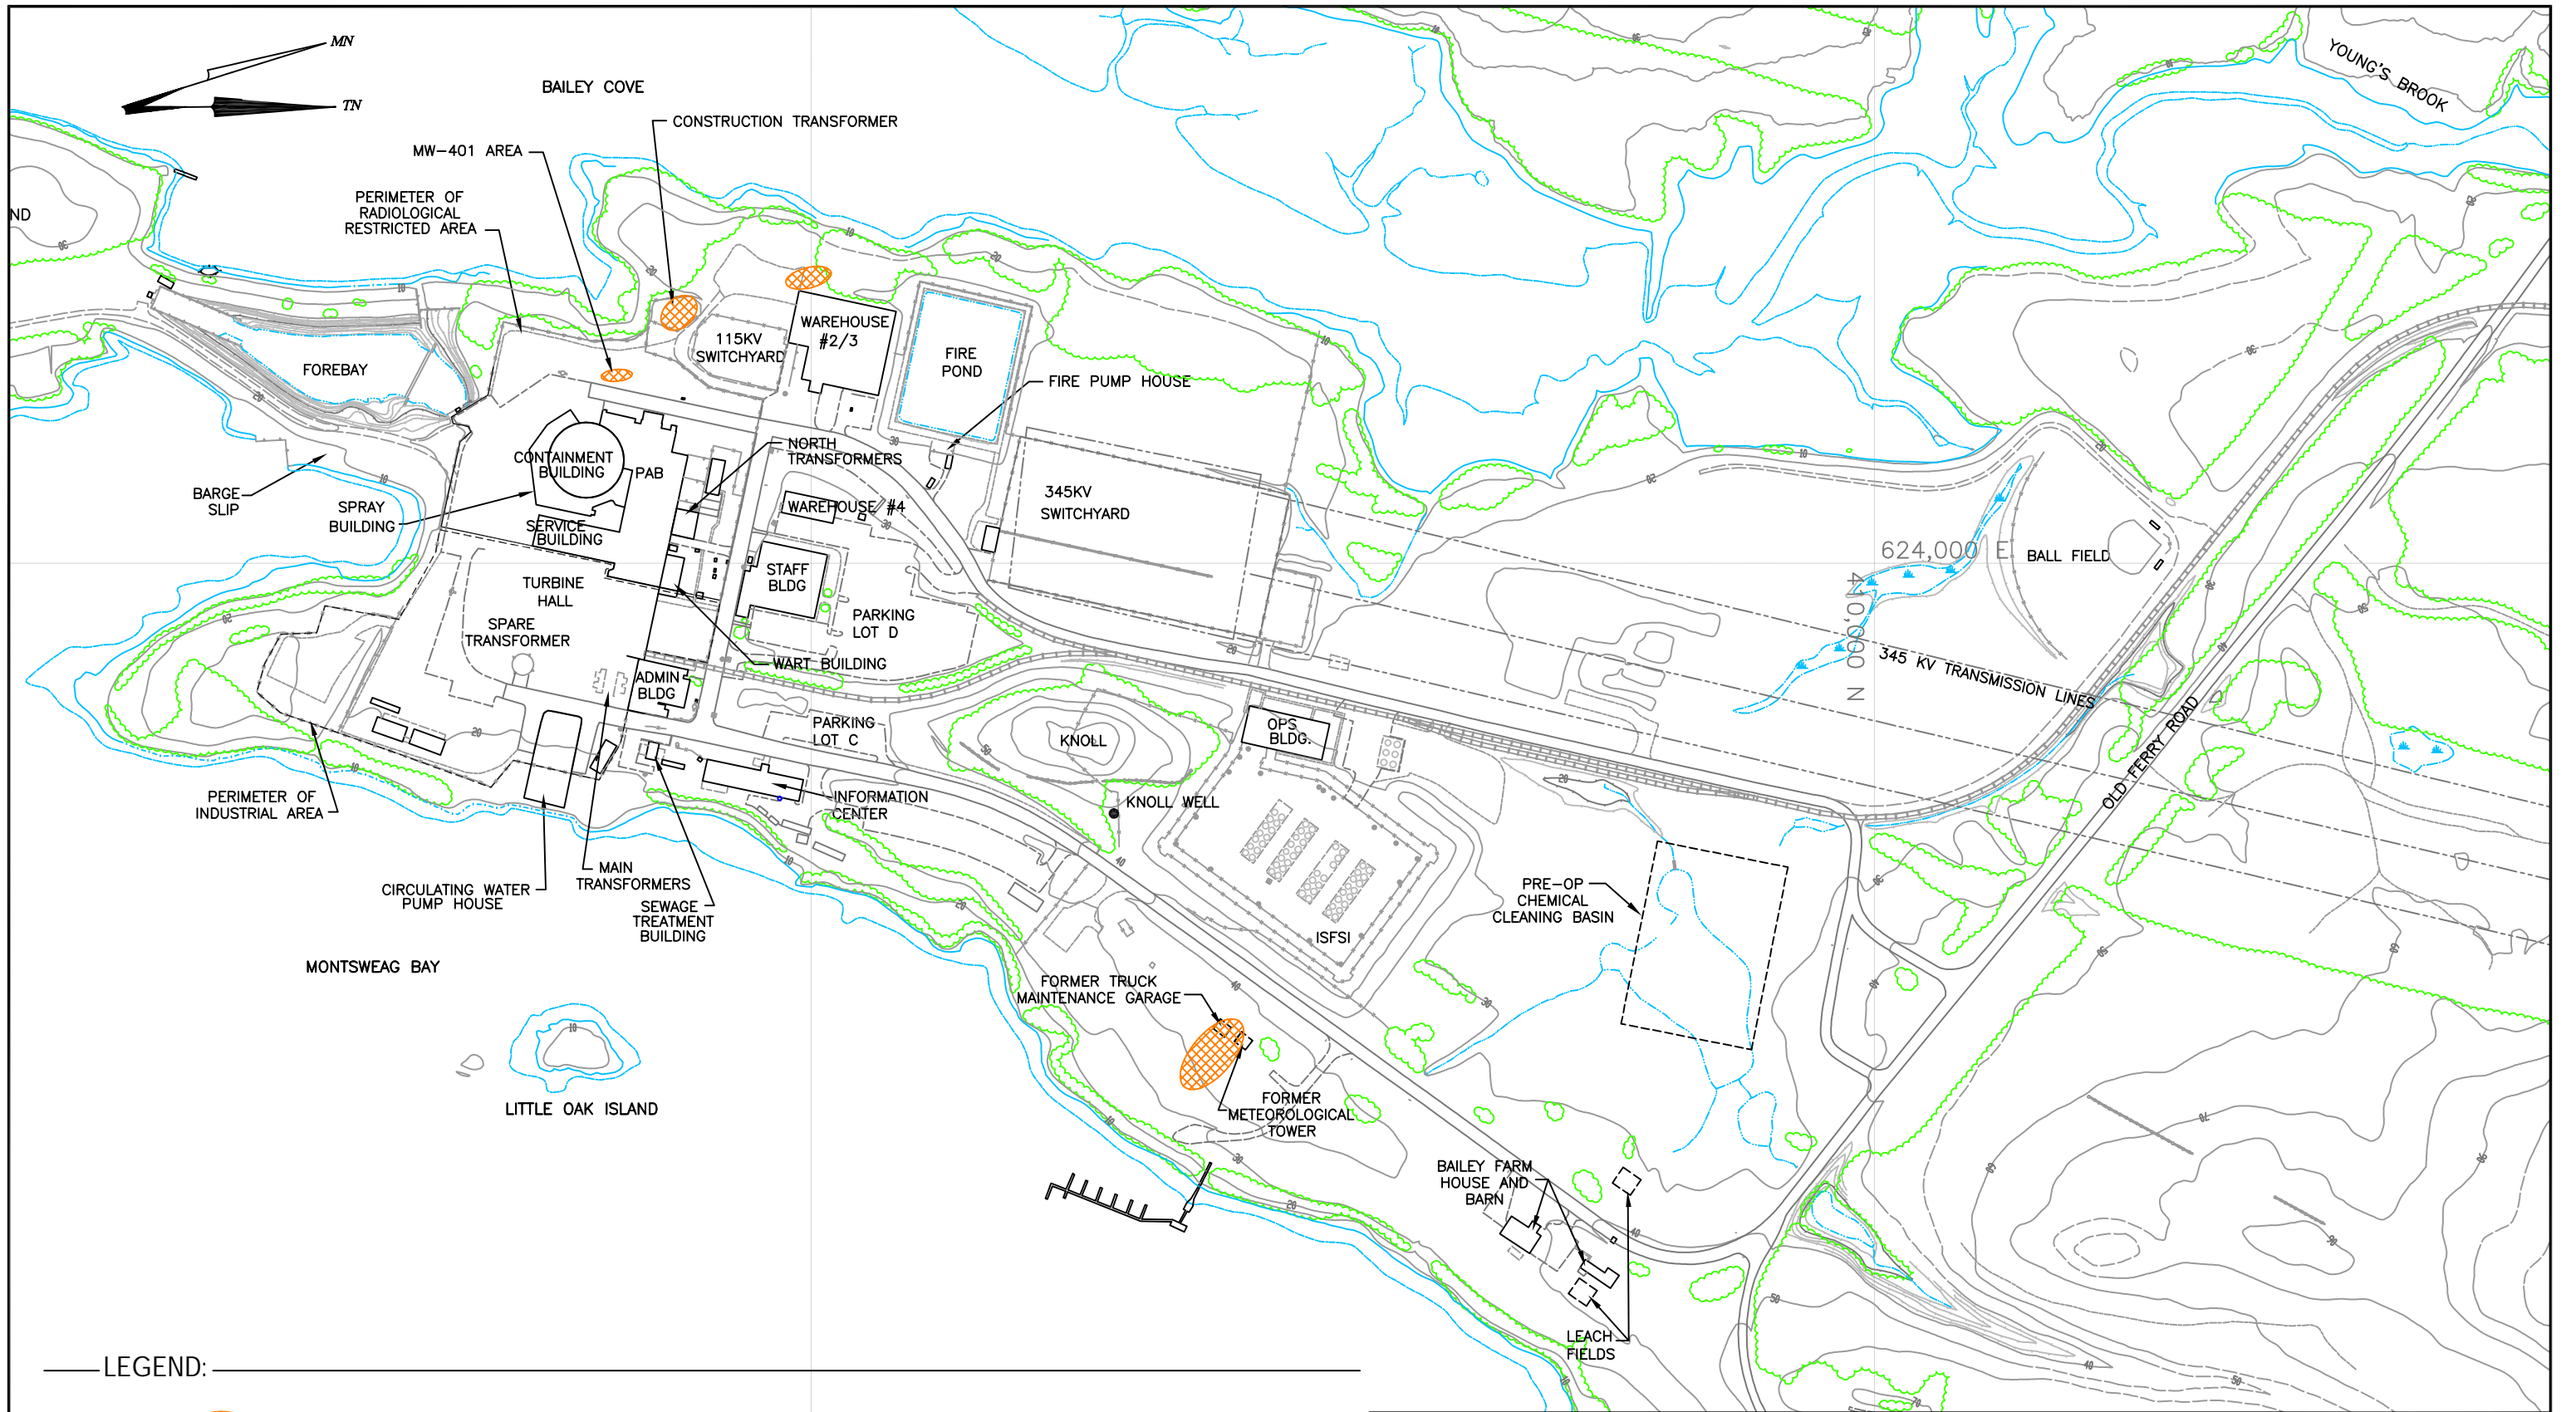 MN
TN
BAILEY COVE
CONSTRUCTION TRANSFORMER
MW-401 AREA
PERIMETER OF
RADIOLOGICAL
RESTRICTED AREA
YOUNG'S BROOK
ND
FOREBAY
115KV
SWITCHYARD
WAREHOUSE
#2/3
FIRE
POND
FIRE PUMP HOUSE
NORTH
TRANSFORMERS
CONTAINMENT
BUILDING
PAB
BARGE
SLIP
SPRAY
BUILDING
SERVICE
BUILDING
WAREHOUSE #4
345KV
SWITCHYARD
624,000 E
410,000 N
BALL FIELD
TURBINE
HALL
STAFF
BLDG
PARKING
LOT D
SPARE
TRANSFORMER
WART BUILDING
ADMIN
BLDG
345 KV TRANSMISSION LINES
OLD FERRY ROAD
PARKING
LOT C
KNOLL
OPS
BLDG.
PERIMETER OF
INDUSTRIAL AREA
INFORMATION
CENTER
KNOLL WELL
MAIN
TRANSFORMERS
CIRCULATING WATER
PUMP HOUSE
SEWAGE
TREATMENT
BUILDING
PRE-OP
CHEMICAL
CLEANING BASIN
ISFSI
MONTSWEAG BAY
FORMER TRUCK
MAINTENANCE GARAGE
LITTLE OAK ISLAND
FORMER
METEOROLOGICAL
TOWER
BAILEY FARM
HOUSE AND
BARN
LEACH
FIELDS
LEGEND: